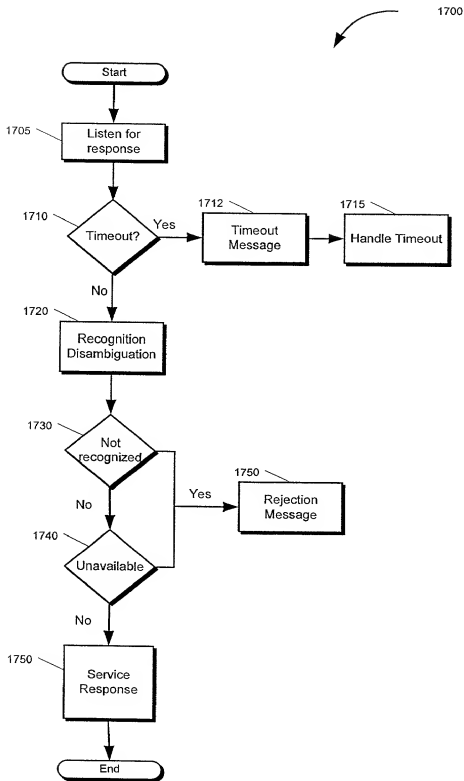 1700
Start
1705
Listen for
response
1710
Timeout?
Yes
1712
Timeout
Message
1715
Handle Timeout
No
1720
Recognition
Disambiguation
1730
Not
recognized
Yes
1750
Rejection
Message
No
1740
Unavailable
No
1750
Service
Response
End